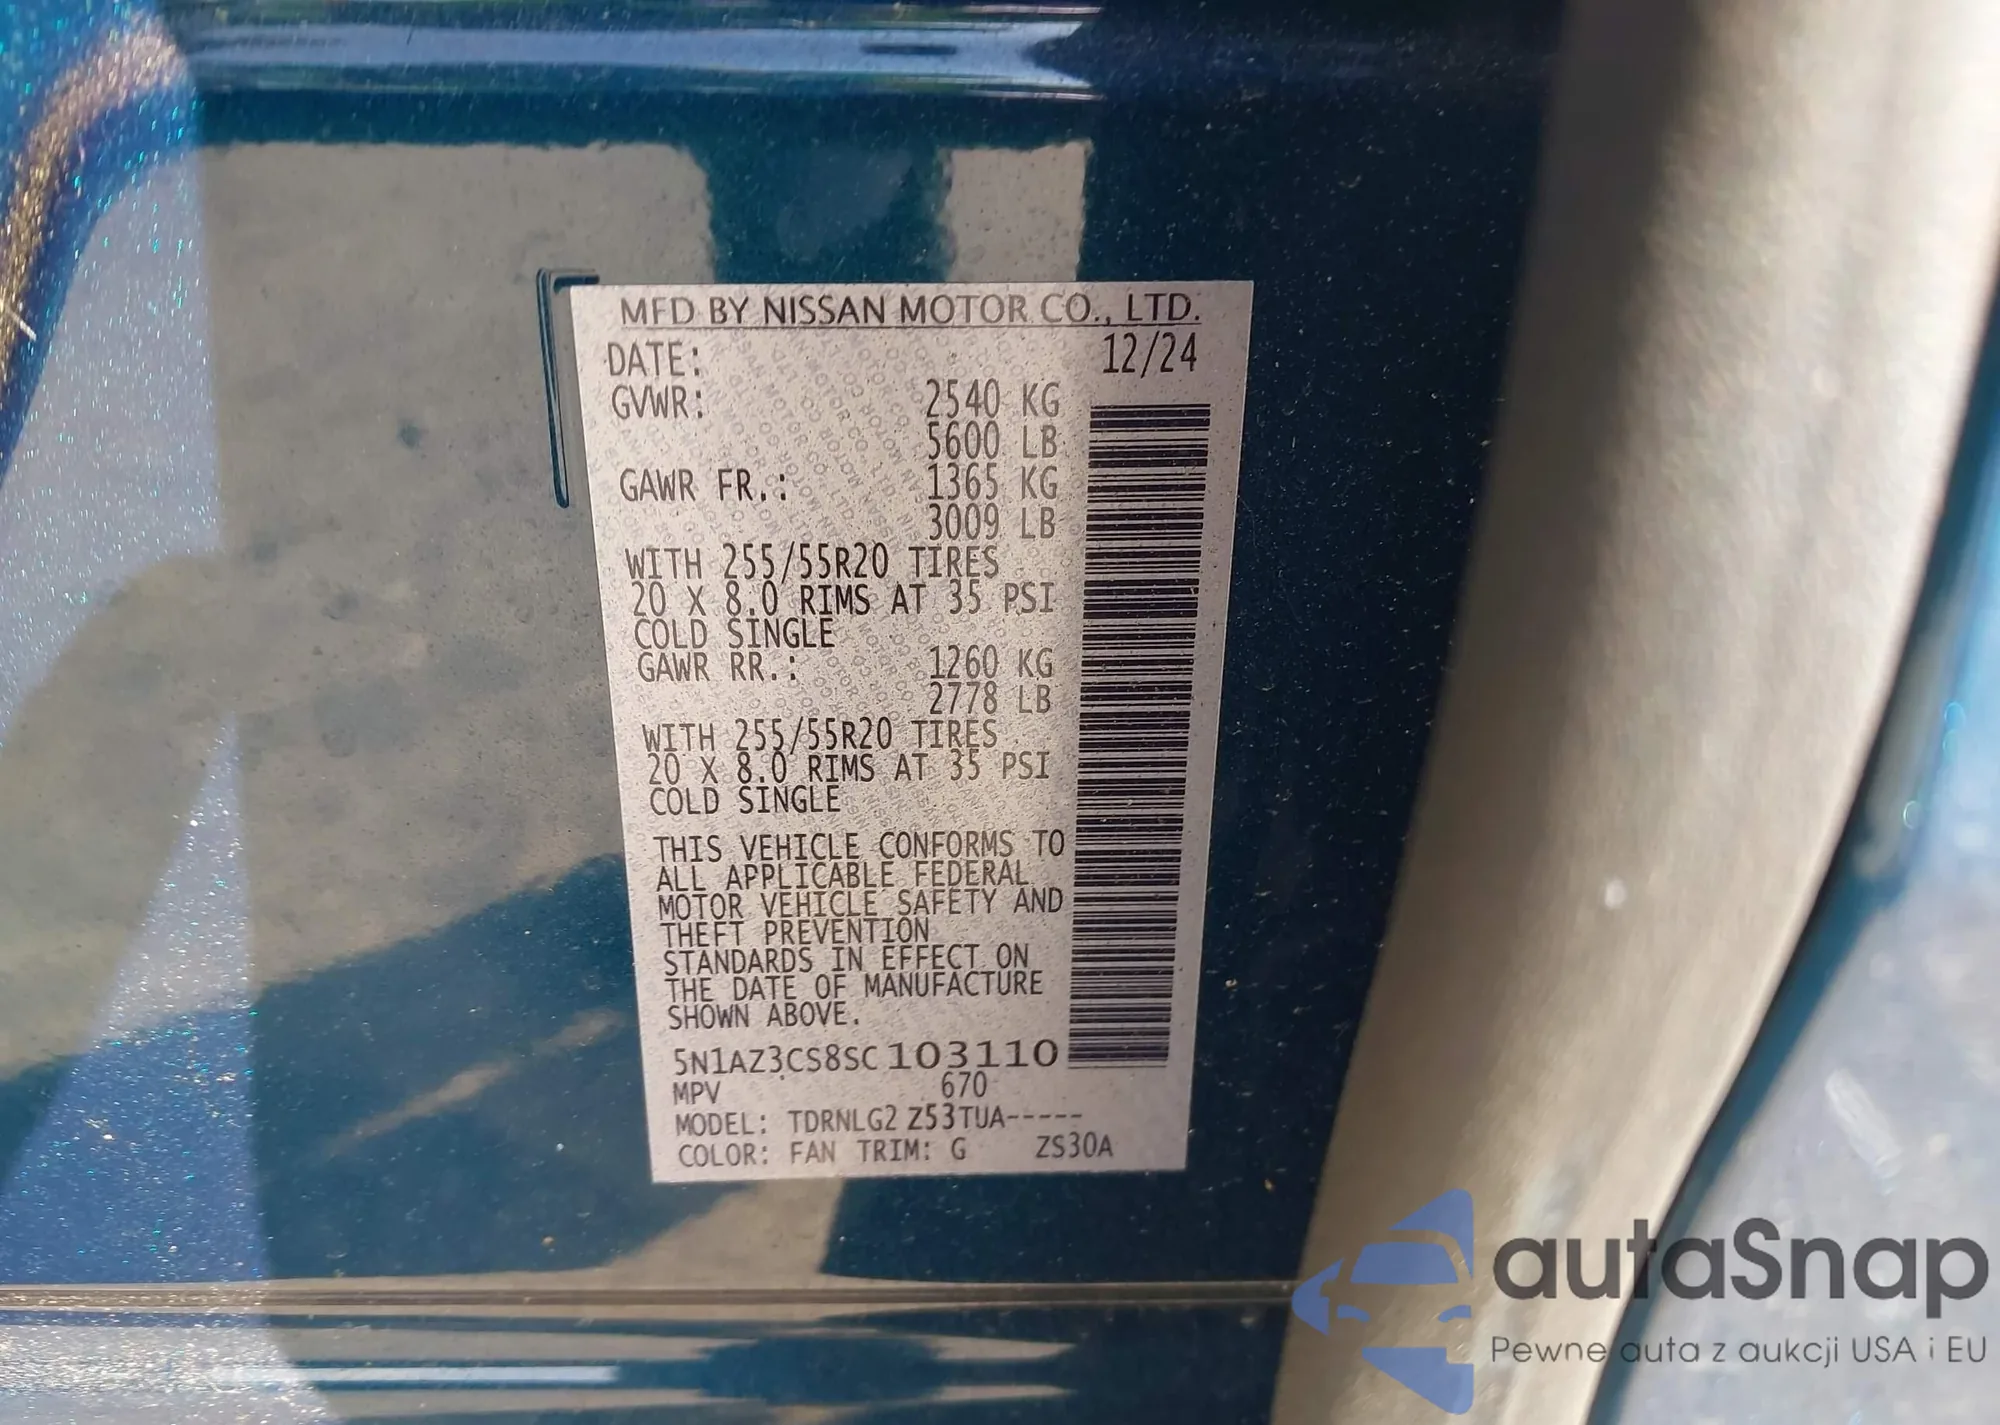 MFD BY NISSAN MOTOR CO., LTD.
DATE: 12/24
GVWR: 2540 KG
5600 LB
GAWR FR.: 1365 KG
3009 LB
WITH 255/55R20 TIRES
20 X 8.0 RIMS AT 35 PSI
COLD SINGLE
GAWR RR.: 1260 KG
2778 LB
WITH 255/55R20 TIRES
20 X 8.0 RIMS AT 35 PSI
COLD SINGLE
THIS VEHICLE CONFORMS TO
ALL APPLICABLE FEDERAL
MOTOR VEHICLE SAFETY AND
THEFT PREVENTION
STANDARDS IN EFFECT ON
THE DATE OF MANUFACTURE
SHOWN ABOVE.
5N1AZ3CS8SC103110
MPV 670
MODEL: TDRNLG2 Z53TUA-----
COLOR: FAN TRIM: G ZS30A
autaSnap
Pewne auta z aukcji USA i EU